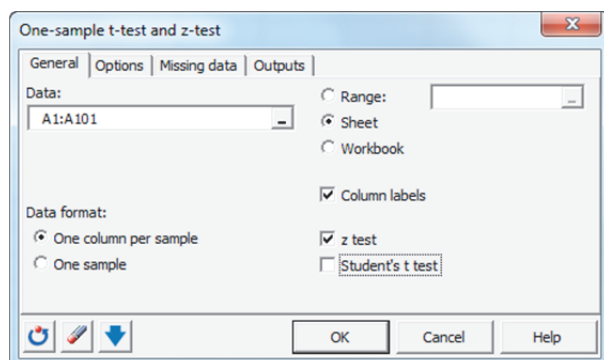 One-sample t-test and z-test
General Options Missing data Outputs
Data:
A1:A101
Range:
Sheet
Workbook
Column labels
Data format:
One column per sample
One sample
z test
Student's t test
OK Cancel Help